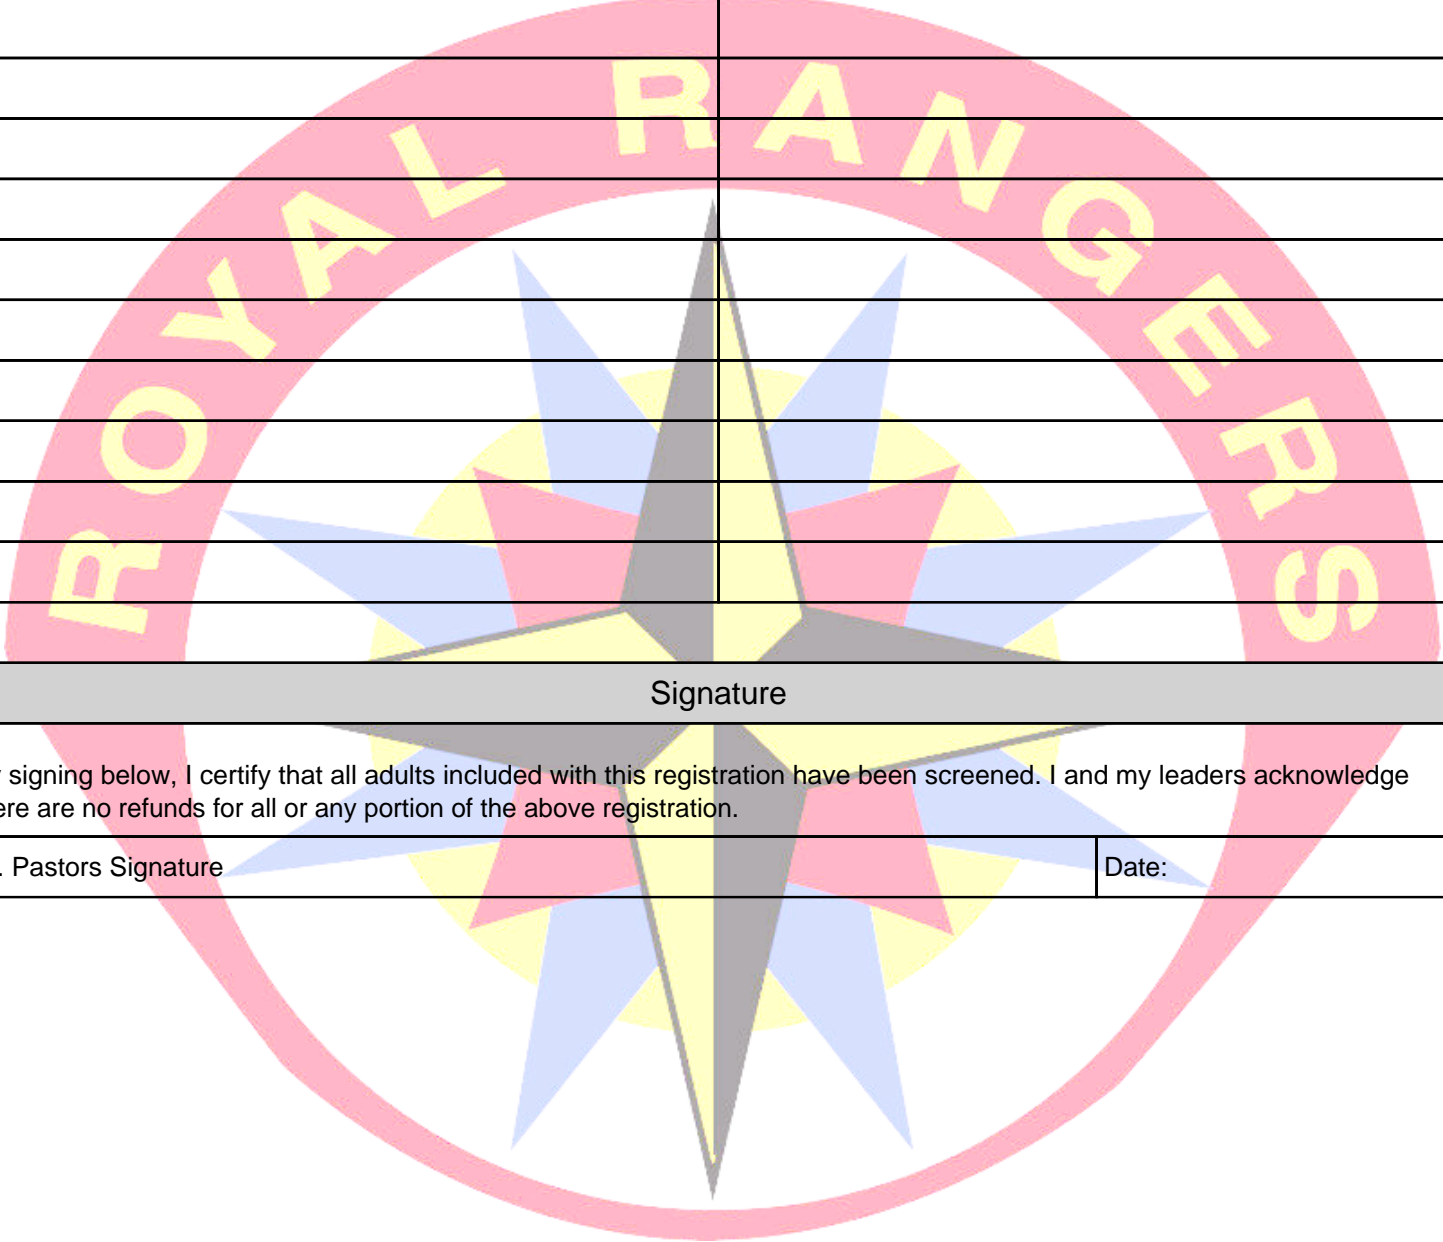 ROYAL RANGERS
Signature
signing below, I certify that all adults included with this registration have been screened. I and my leaders acknowledge
are no refunds for all or any portion of the above registration.
. Pastors Signature
Date: